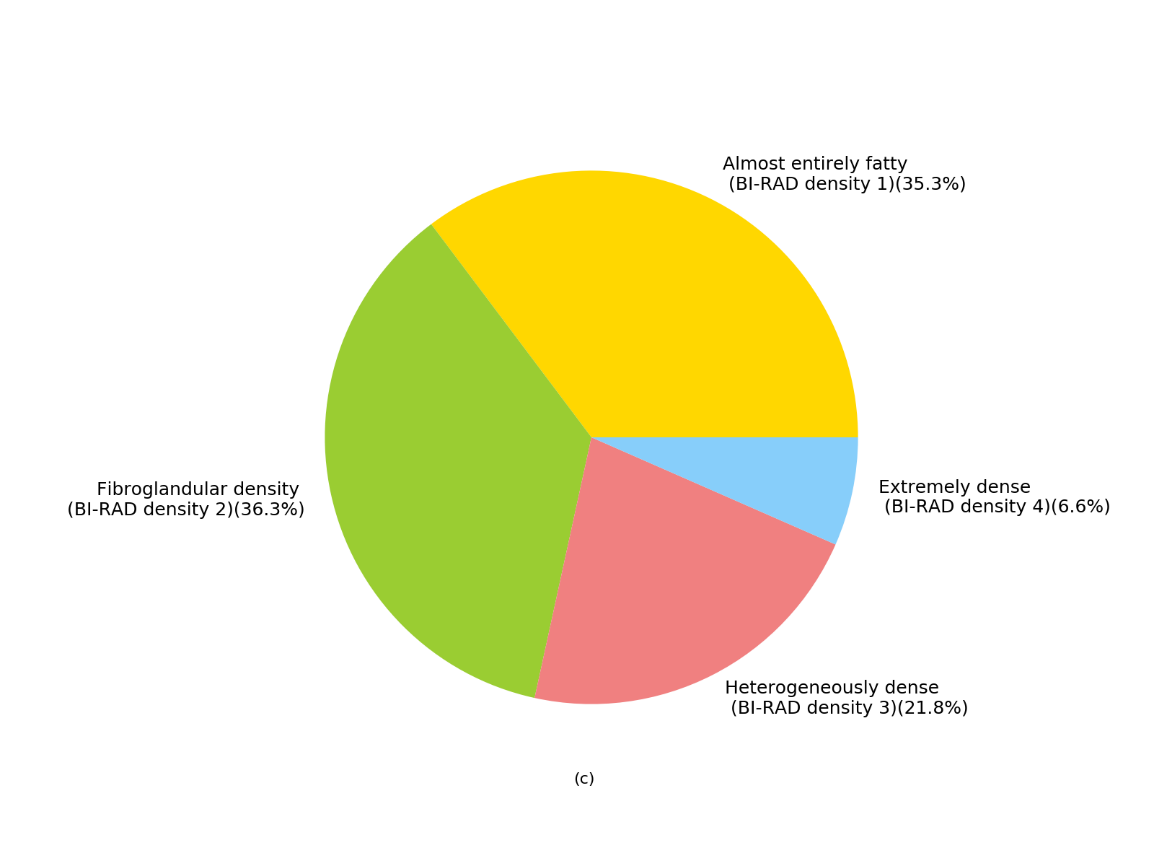 Almost entirely fatty
(BI-RAD density 1)(35.3%)
Fibroglandular density
(BI-RAD density 2)(36.3%)
Extremely dense
(BI-RAD density 4)(6.6%)
Heterogeneously dense
(BI-RAD density 3)(21.8%)
(c)